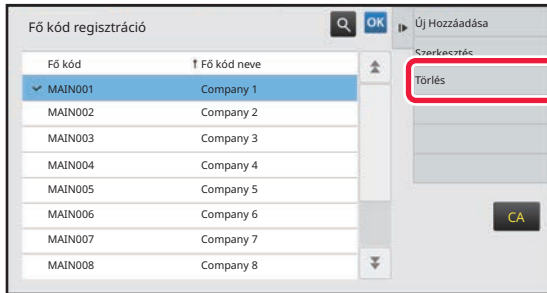 Fő kód regisztráció
OK
Fő kód Fő kód neve
MAIN001 Company 1
MAIN002 Company 2
MAIN003 Company 3
MAIN004 Company 4
MAIN005 Company 5
MAIN006 Company 6
MAIN007 Company 7
MAIN008 Company 8
Új Hozzáadása
Szerkesztés
Törlés
CA